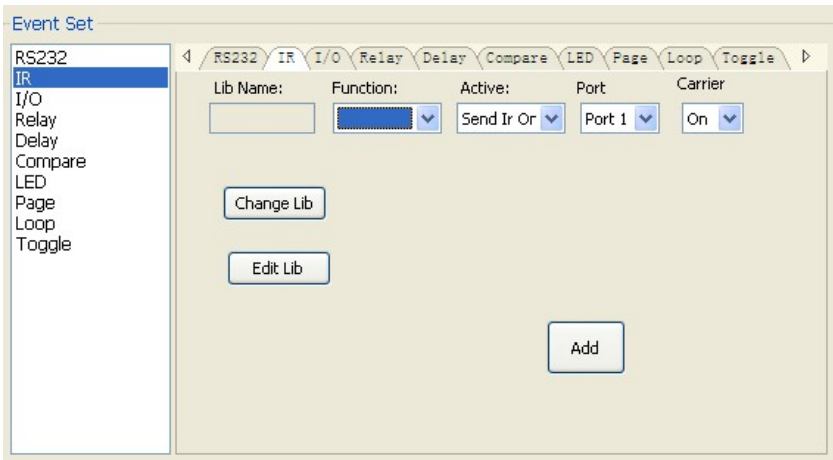 Event Set
RS232
IR
I/O
Relay
Delay
Compare
LED
Page
Loop
Toggle
RS232 IR I/O Relay Delay Compare LED Page Loop Toggle
Lib Name: Function: Active: Port Carrier
Send Ir Or Port 1 On
Change Lib
Edit Lib
Add